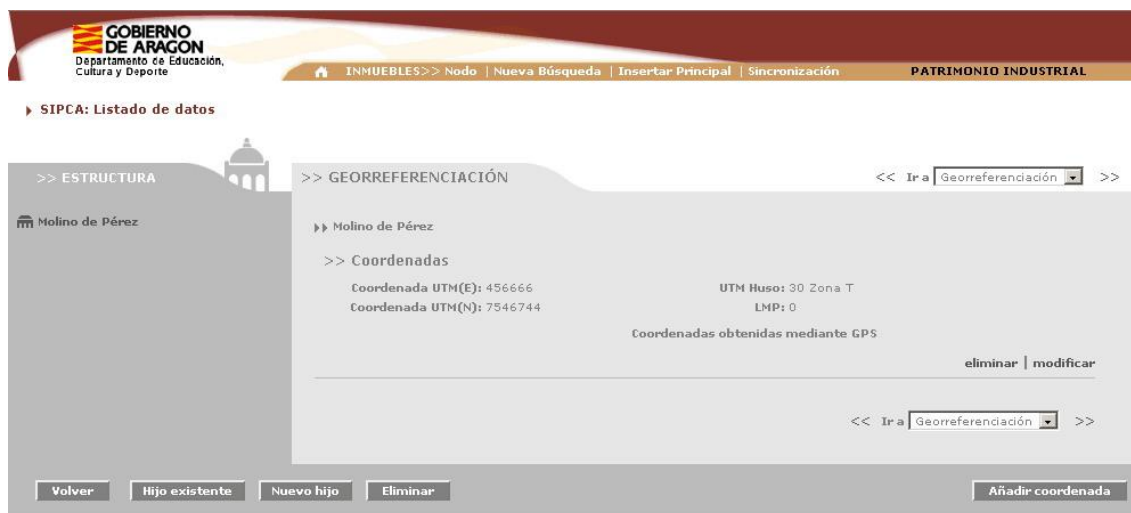 GOBIERNO
DE ARAGON
Departamento de Educación,
Cultura y Deporte
INMUEBLES>> Nodo | Nueva Búsqueda | Insertar Principal | Sincronización
PATRIMONIO INDUSTRIAL
SIPCA: Listado de datos
>> ESTRUCTURA
>> GEORREFERENCIACIÓN
<< Ir a Georreferenciación >>
Molino de Pérez
Molino de Pérez
>> Coordenadas
Coordenada UTM(E): 456666
UTM Huso: 30 Zona T
Coordenada UTM(N): 7546744
LMP: 0
Coordenadas obtenidas mediante GPS
eliminar | modificar
<< Ir a Georreferenciación >>
Volver
Hijo existente
Nuevo hijo
Eliminar
Añadir coordenada